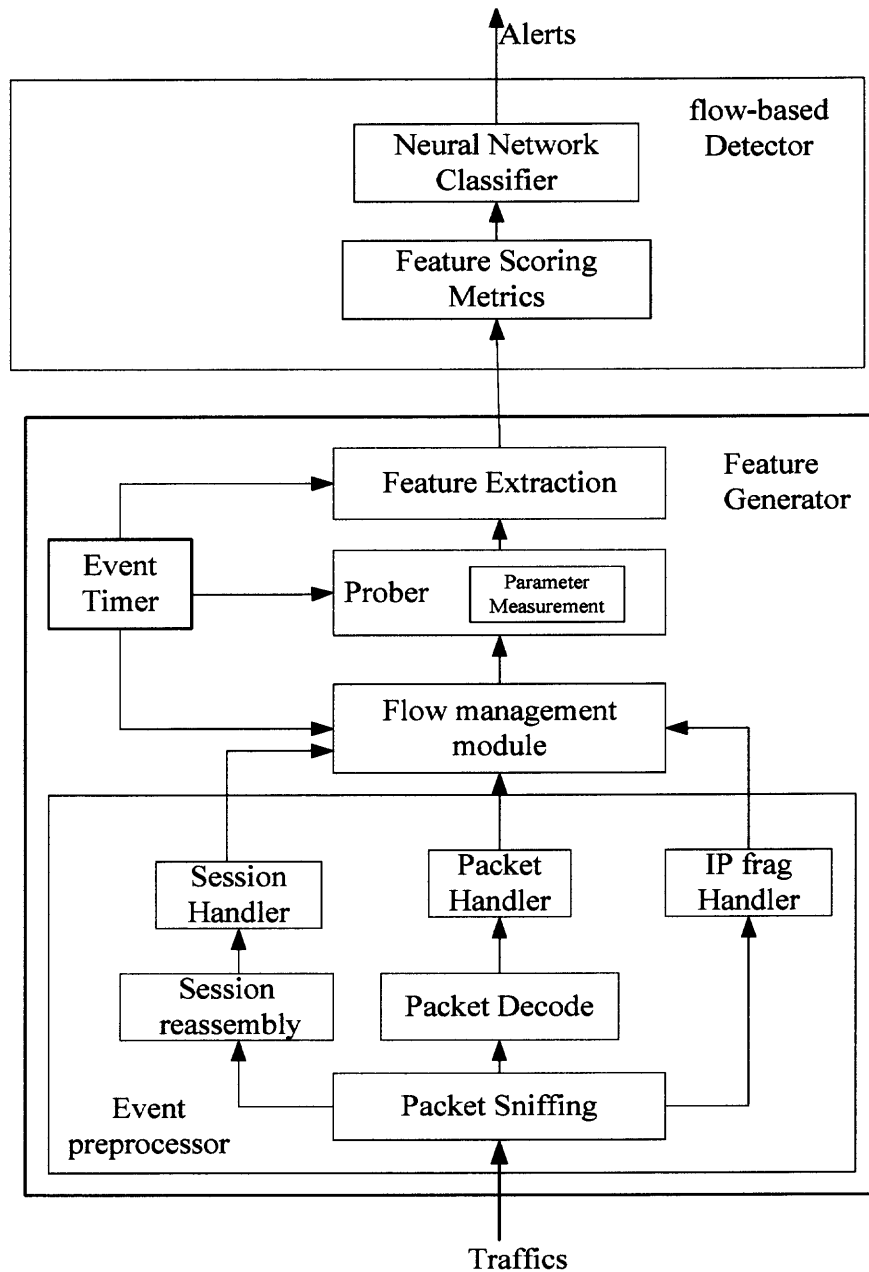 Alerts
flow-based
Detector
Neural Network
Classifier
Feature Scoring
Metrics
Feature Extraction
Feature
Generator
Event
Timer
Prober
Parameter
Measurement
Flow management
module
Session
Handler
Packet
Handler
IP frag
Handler
Session
reassembly
Packet Decode
Packet Sniffing
Event
preprocessor
Traffics